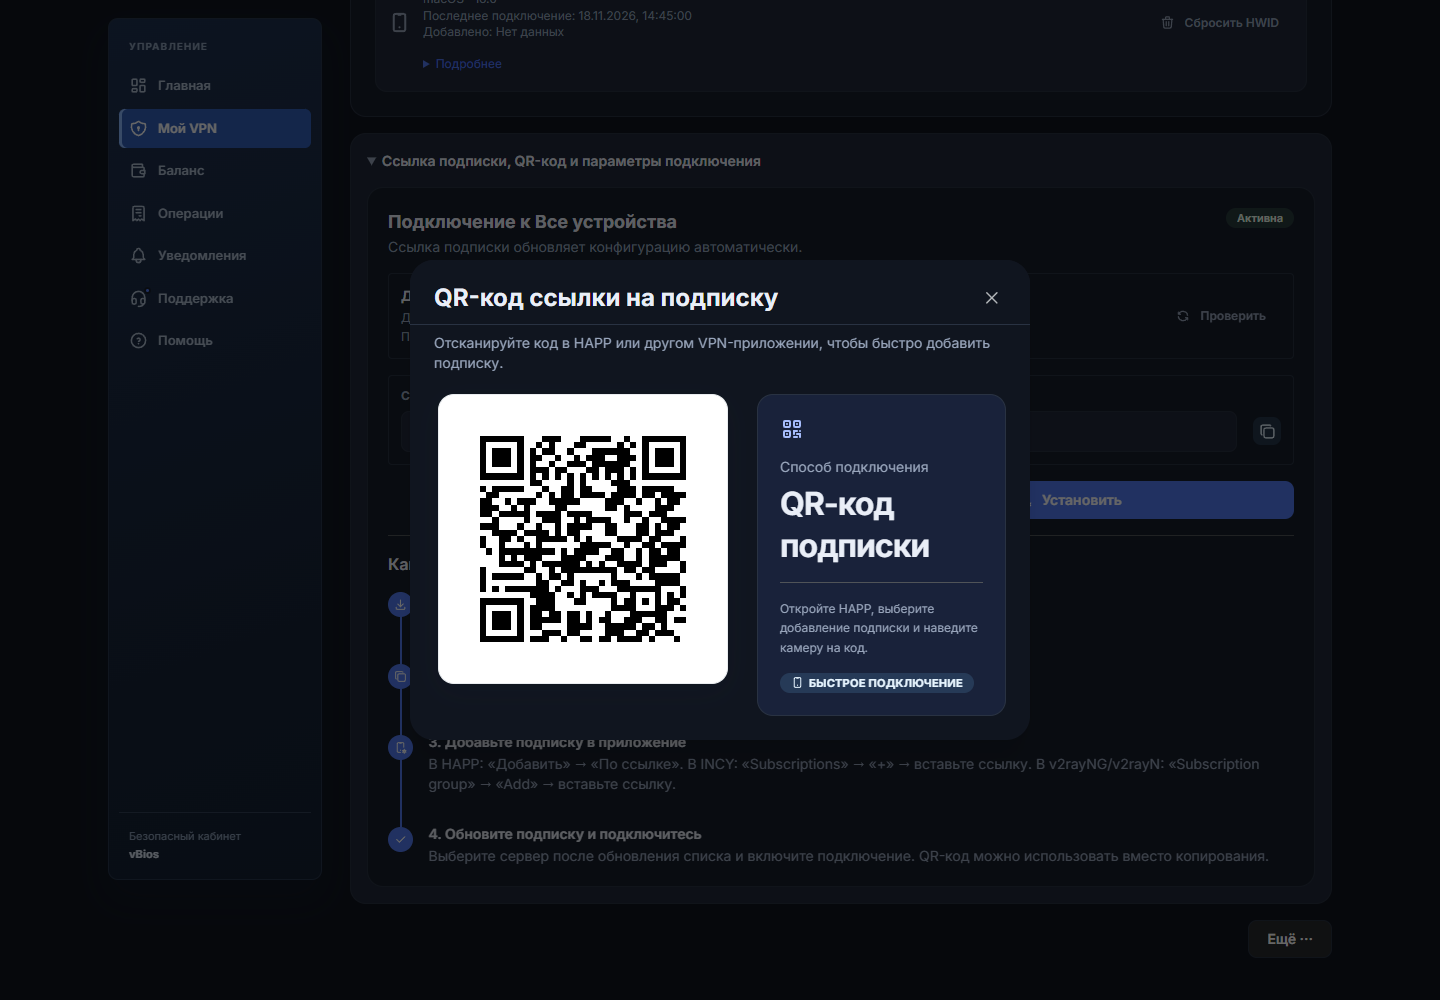 УПРАВЛЕНИЕ
Главная
Мой VPN
Баланс
Операции
Уведомления
Поддержка
Помощь
Безопасный кабинет
vBios
Последнее подключение: 18.11.2026, 14:45:00
Добавлено: Нет данных
Подробнее
Сбросить HWID
Ссылка подписки, QR-код и параметры подключения
Подключение к Все устройства
Активна
Ссылка подписки обновляет конфигурацию автоматически.
Проверить
Установить
QR-код ссылки на подписку
Отсканируйте код в HAPP или другом VPN-приложении, чтобы быстро добавить
подписку.
Способ подключения
QR-код
подписки
Откройте HAPP, выберите
добавление подписки и наведите
камеру на код.
БЫСТРОЕ ПОДКЛЮЧЕНИЕ
3. Добавьте подписку в приложение
В HAPP: «Добавить» → «По ссылке». В INCY: «Subscriptions» → «+» → вставьте ссылку. В v2rayNG/v2rayN: «Subscription
group» → «Add» → вставьте ссылку.
4. Обновите подписку и подключитесь
Выберите сервер после обновления списка и включите подключение. QR-код можно использовать вместо копирования.
Ещё ···